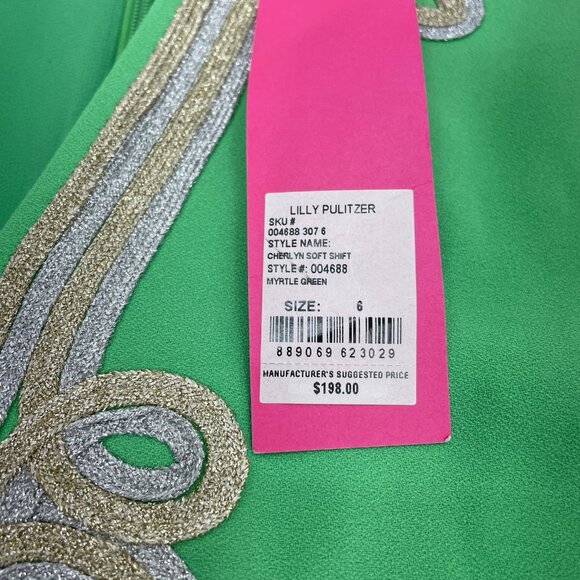 LILLY PULITZER
SKU #
004688 307 6
STYLE NAME:
CHERLYN SOFT SHIFT
STYLE #: 004688
MYRTLE GREEN
SIZE: 6
889069 623029
MANUFACTURER'S SUGGESTED PRICE
$198.00